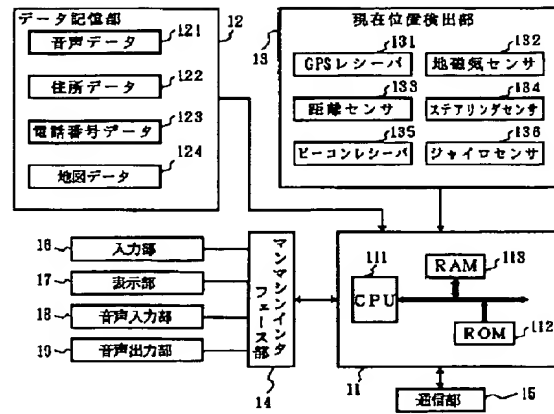 データ記憶部
12
音声データ
121
住所データ
122
電話番号データ
123
地図データ
124
現在位置検出部
13
GPSレシーバ
131
地磁気センサ
132
距離センサ
133
ステアリングセンサ
134
ビーコンレシーバ
135
ジャイロセンサ
136
16
入力部
17
表示部
18
音声入力部
19
音声出力部
マンマシンインタ
フェース部
14
111
CPU
RAM
113
ROM
112
11
通信部
15